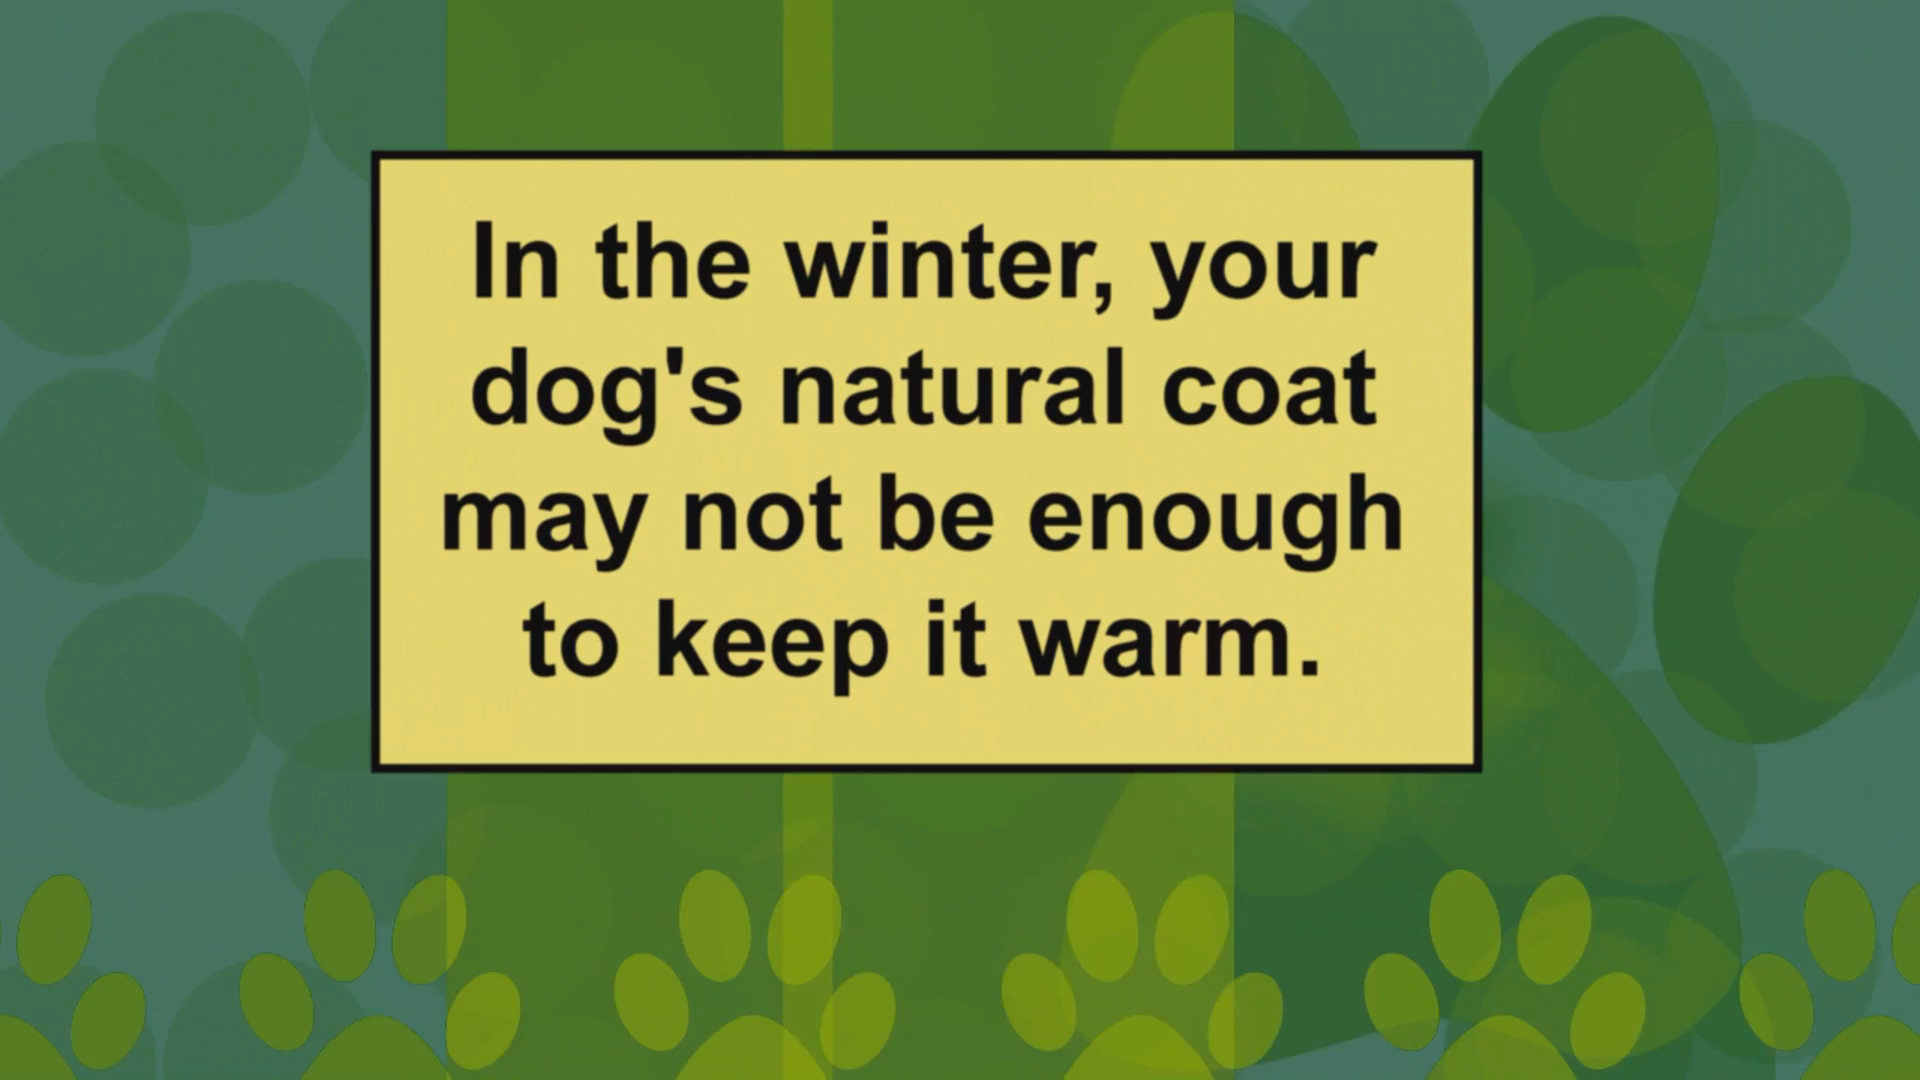 In the winter, your
dog's natural coat
may not be enough
to keep it warm.